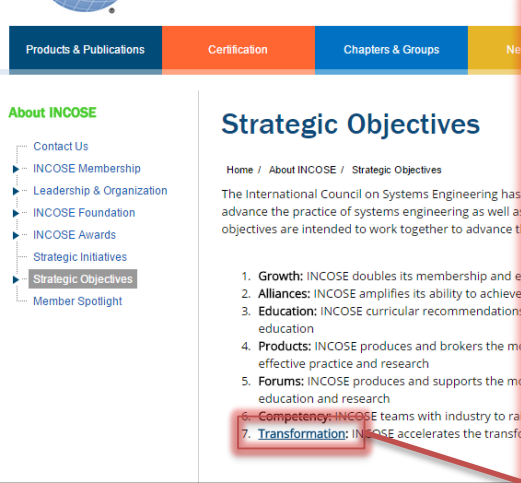 Products & Publications
Certification
Chapters & Groups
About INCOSE
Contact Us
INCOSE Membership
Leadership & Organization
INCOSE Foundation
INCOSE Awards
Strategic Initiatives
Strategic Objectives
Member Spotlight
Strategic Objectives
Home / About INCOSE / Strategic Objectives
The International Council on Systems Engineering has
advance the practice of systems engineering as well as
objectives are intended to work together to advance
1. Growth: INCOSE doubles its membership and
2. Alliances: INCOSE amplifies its ability to achieve
3. Education: INCOSE curricular recommendations
education
4. Products: INCOSE produces and brokers the
effective practice and research
5. Forums: INCOSE produces and supports the
education and research
6. Competency: INCOSE teams with industry to
7. Transformation: INCOSE accelerates the